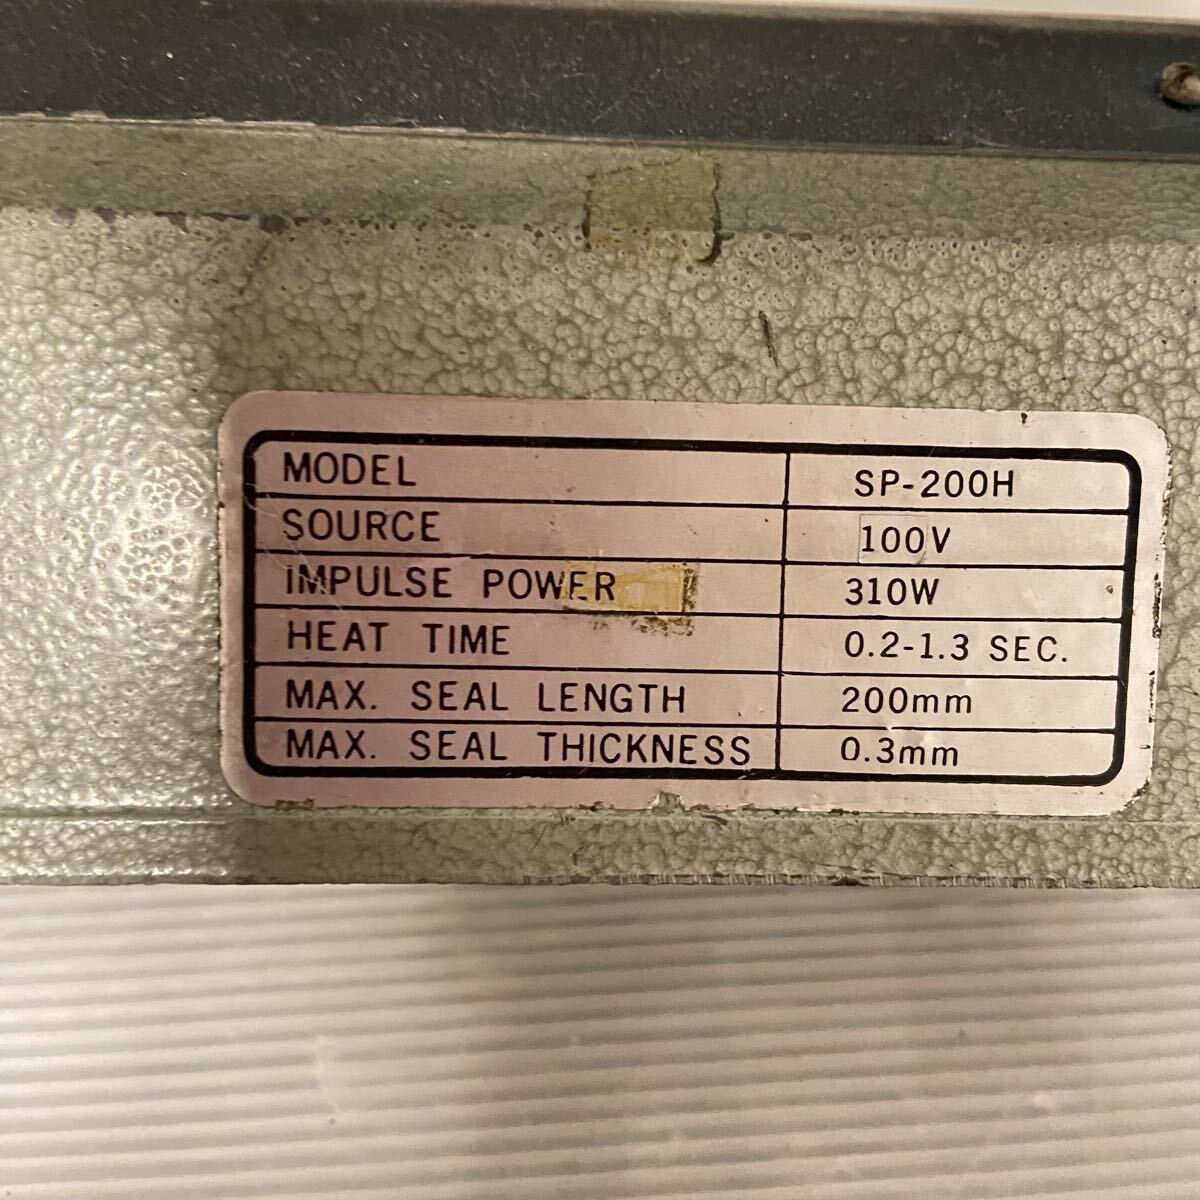 MODEL SP-200H
SOURCE 100V
IMPULSE POWER 310W
HEAT TIME 0.2-1.3 SEC.
MAX. SEAL LENGTH 200mm
MAX. SEAL THICKNESS 0.3mm